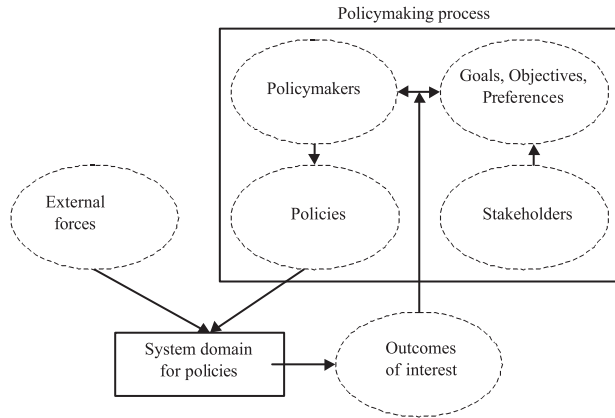 Policymaking process
Policymakers
Goals, Objectives,
Preferences
External
forces
Policies
Stakeholders
System domain
for policies
Outcomes
of interest